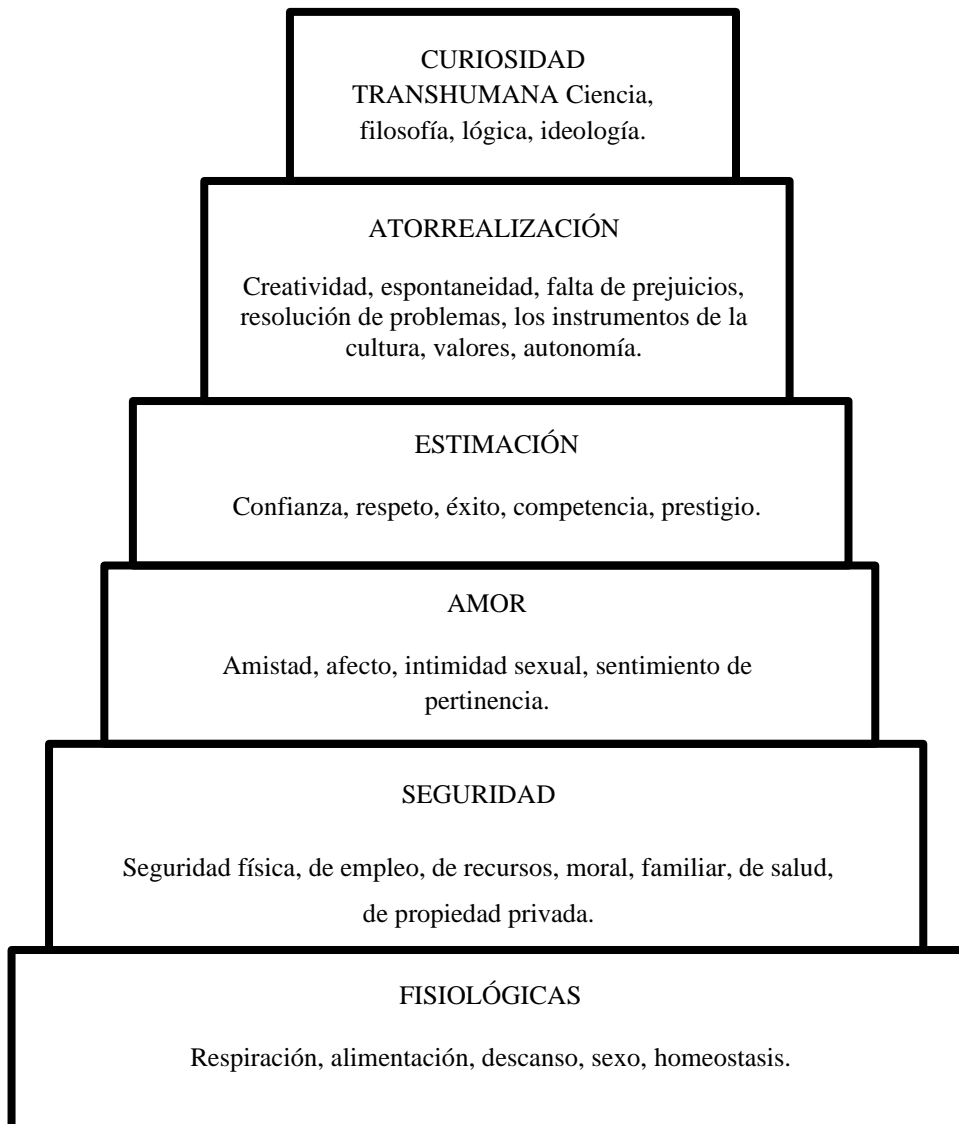 CURIOSIDAD
TRANSHUMANA Ciencia,
filosofía, lógica, ideología.
ATORREALIZACIÓN
Creatividad, espontaneidad, falta de prejuicios,
resolución de problemas, los instrumentos de la
cultura, valores, autonomía.
ESTIMACIÓN
Confianza, respeto, éxito, competencia, prestigio.
AMOR
Amistad, afecto, intimidad sexual, sentimiento de
pertinencia.
SEGURIDAD
Seguridad física, de empleo, de recursos, moral, familiar, de salud,
de propiedad privada.
FISIOLÓGICAS
Respiración, alimentación, descanso, sexo, homeostasis.